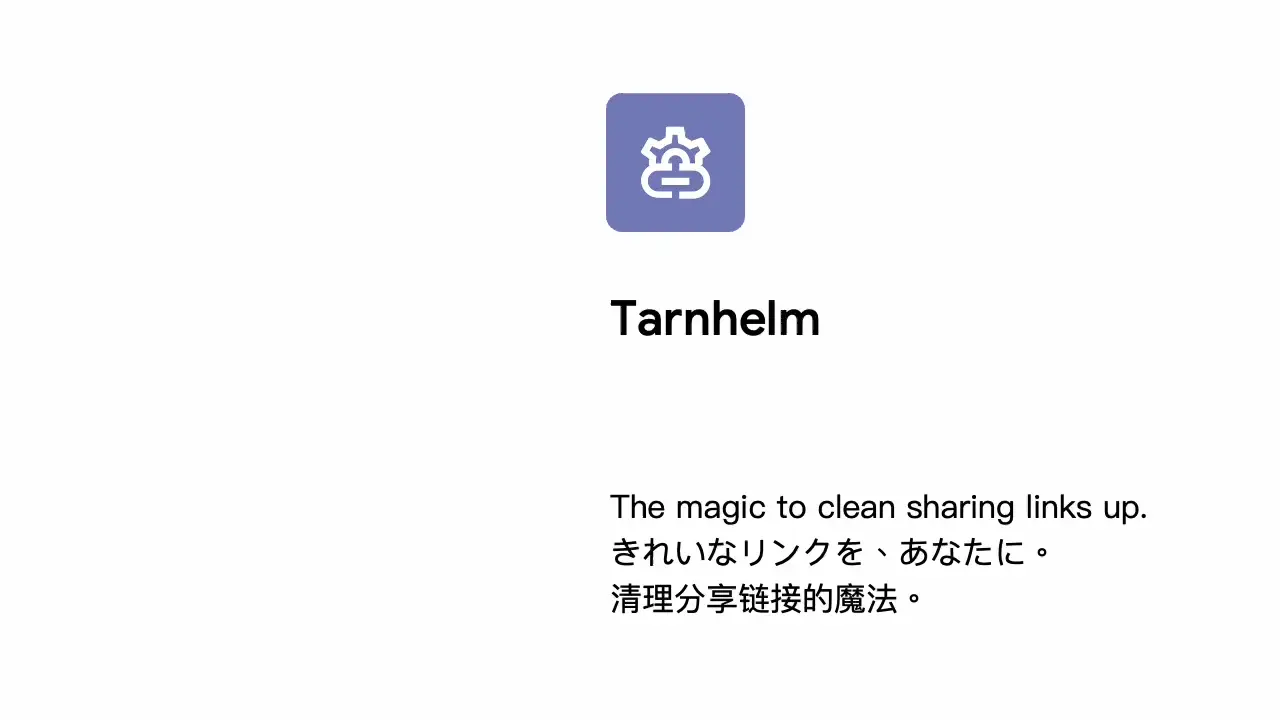 Tarnhelm
The magic to clean sharing links up.
きれいなリンクを、あなたに。
清理分享链接的魔法。